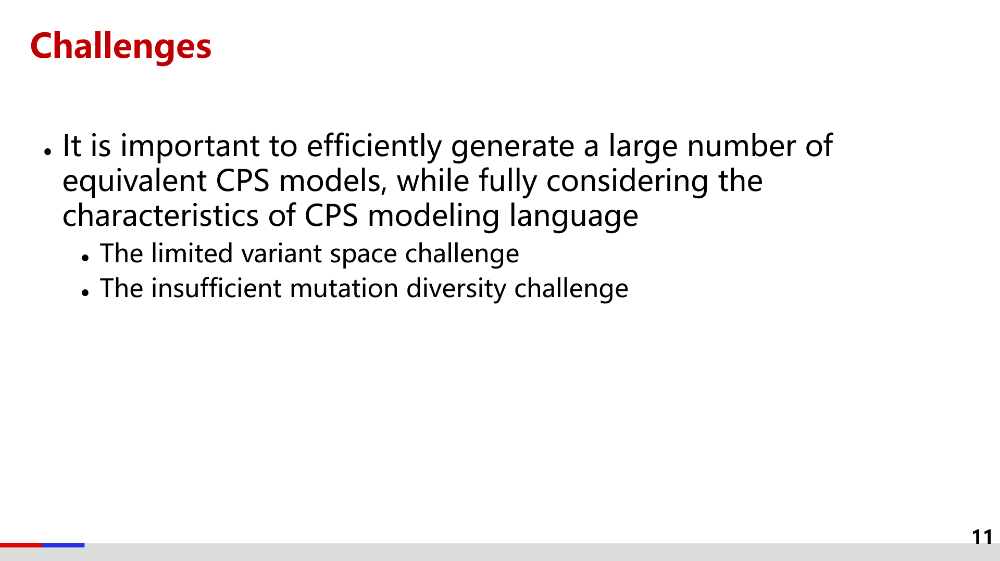 Challenges
• It is important to efficiently generate a large number of
equivalent CPS models, while fully considering the
characteristics of CPS modeling language
• The limited variant space challenge
• The insufficient mutation diversity challenge
11